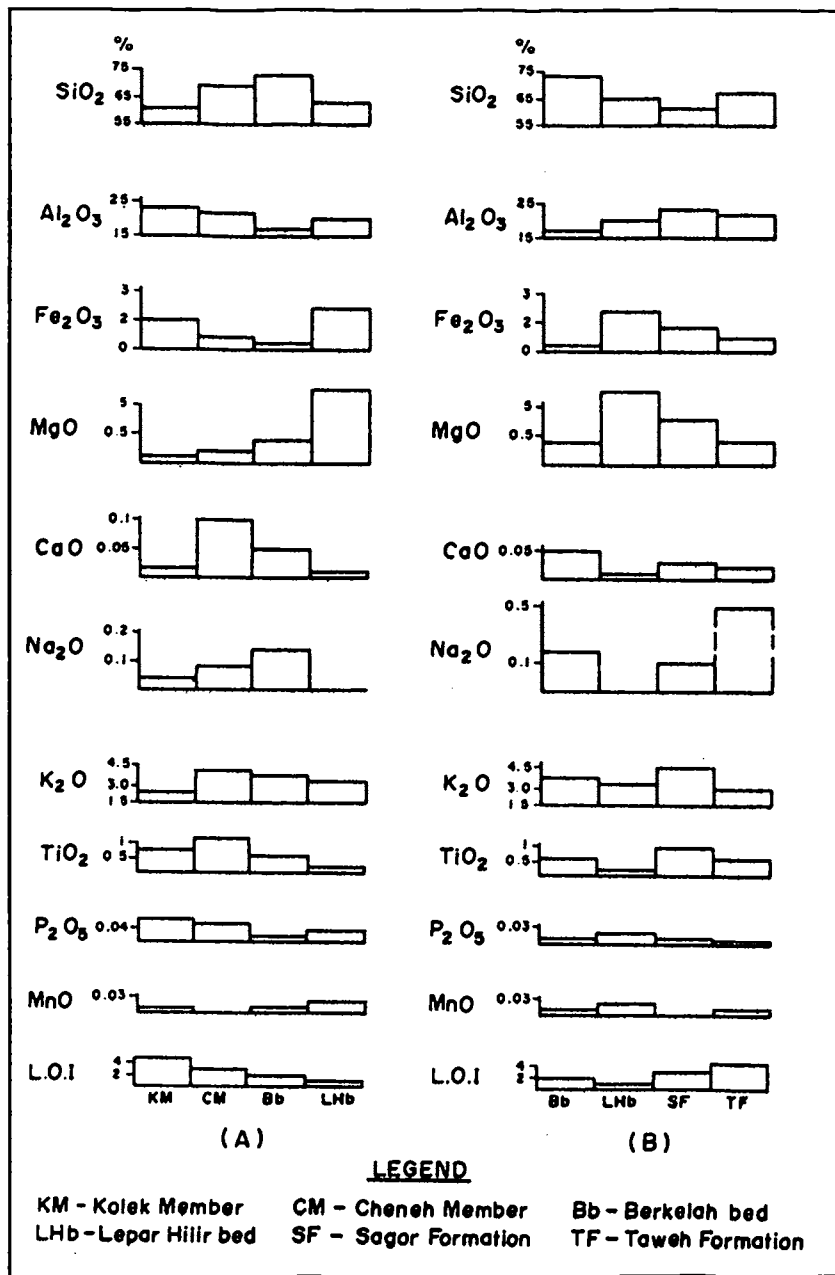 %
75
SiO₂ 65
55
25
Al₂O₃
15
3
Fe₂O₃ 2
0
5
MgO 0.5
0.1
CaO 0.05
0.2
Na₂O 0.1
4.5
K₂O 3.0
1.5
1
TiO₂ 0.5
P₂O₅ 0.04
MnO 0.03
L.O.I 4
2
KM CM Bb LHb
(A)
%
75
SiO₂ 65
55
25
Al₂O₃
15
3
Fe₂O₃ 2
0
5
MgO 0.5
CaO 0.05
0.5
Na₂O 0.1
4.5
K₂O 3.0
1.5
1
TiO₂ 0.5
P₂O₅ 0.03
MnO 0.03
L.O.I 4
2
Bb LHb SF TF
(B)
LEGEND
KM – Kolek Member CM – Cheneh Member Bb – Berkelah bed
LHb – Lepar Hilir bed SF – Sagor Formation TF – Taweh Formation